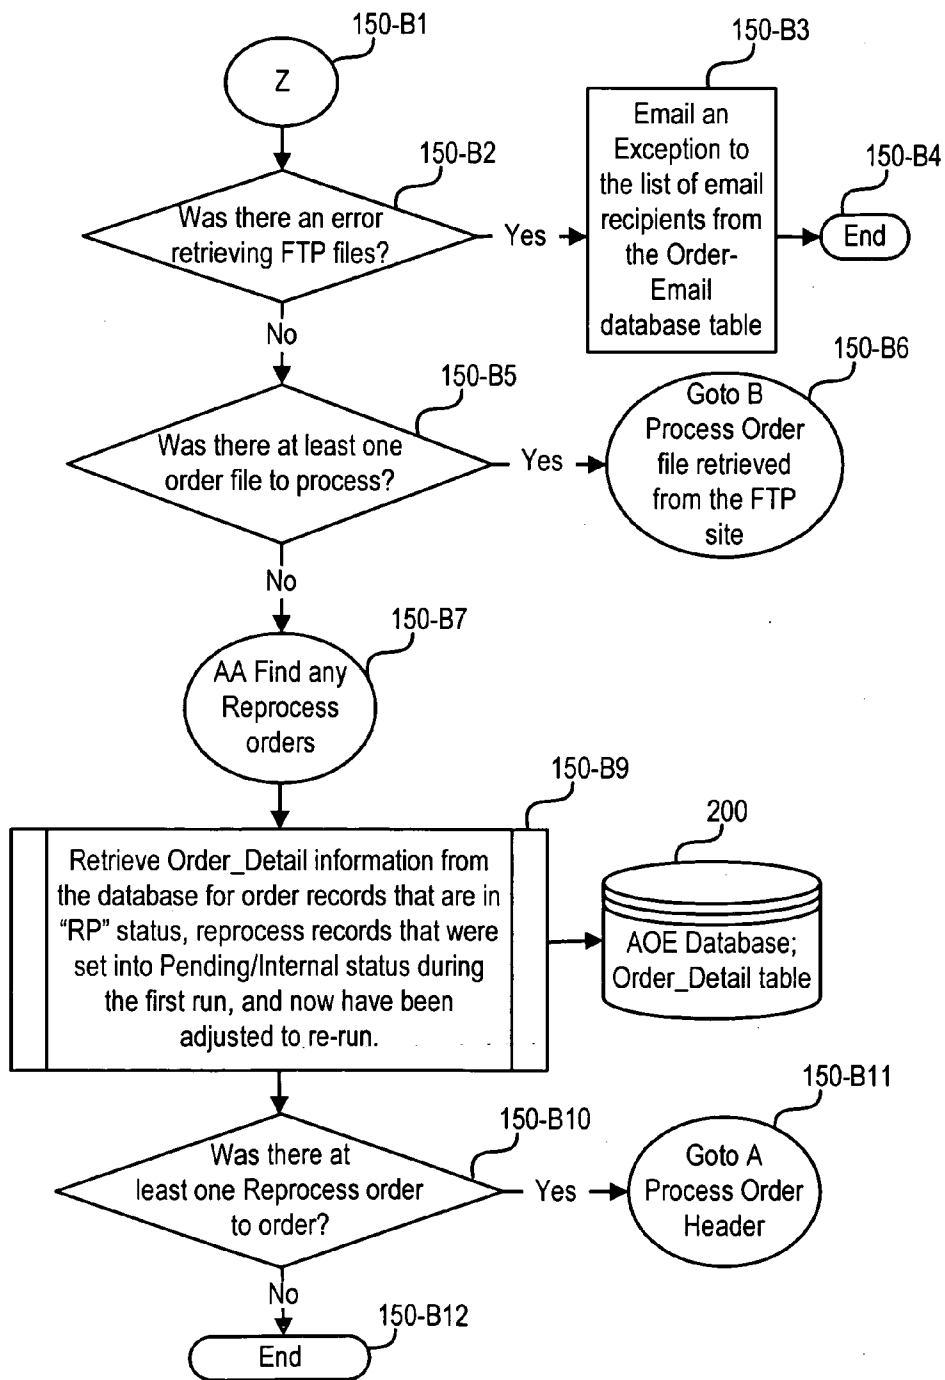 150-B1
Z
150-B2
Was there an error
retrieving FTP files?
Yes
150-B3
Email an
Exception to
the list of email
recipients from
the Order-
Email
database table
150-B4
End
No
150-B5
Was there at least one
order file to process?
Yes
150-B6
Goto B
Process Order
file retrieved
from the FTP
site
No
150-B7
AA Find any
Reprocess
orders
150-B9
Retrieve Order_Detail information from
the database for order records that are in
“RP” status, reprocess records that were
set into Pending/Internal status during
the first run, and now have been
adjusted to re-run.
200
AOE Database;
Order_Detail table
150-B10
Was there at
least one Reprocess order
to order?
Yes
150-B11
Goto A
Process Order
Header
No
150-B12
End